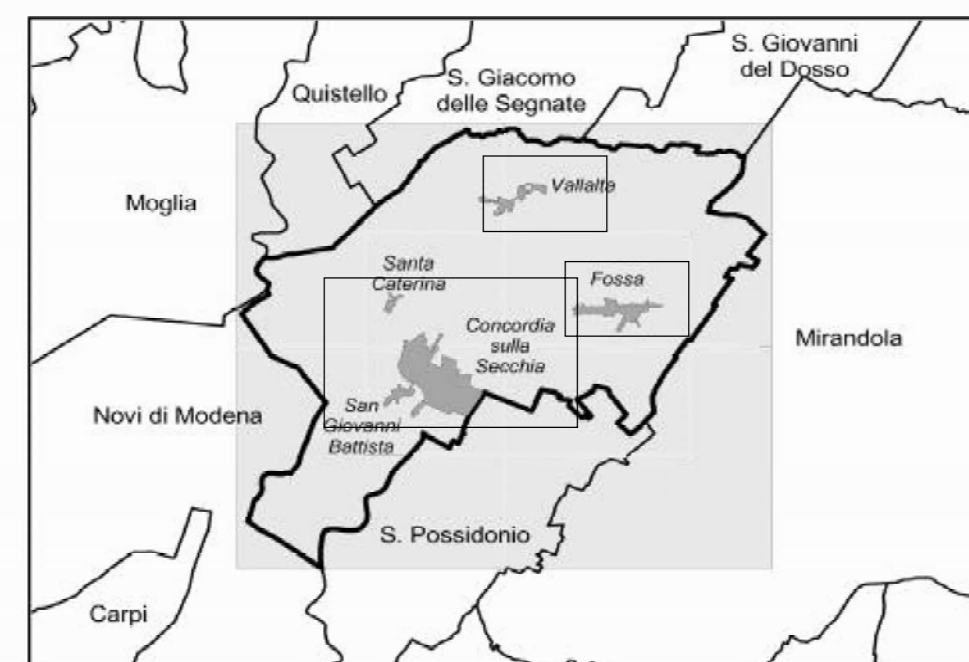 S. Giovanni
del Dosso
S. Giacomo
delle Segnate
Quistello
Vallalta
Moglia
Santa
Caterina
Fossa
Concordia
sulla
Secchia
Mirandola
San
Giovanni
Battista
Novi di Modena
S. Possidonio
Carpi